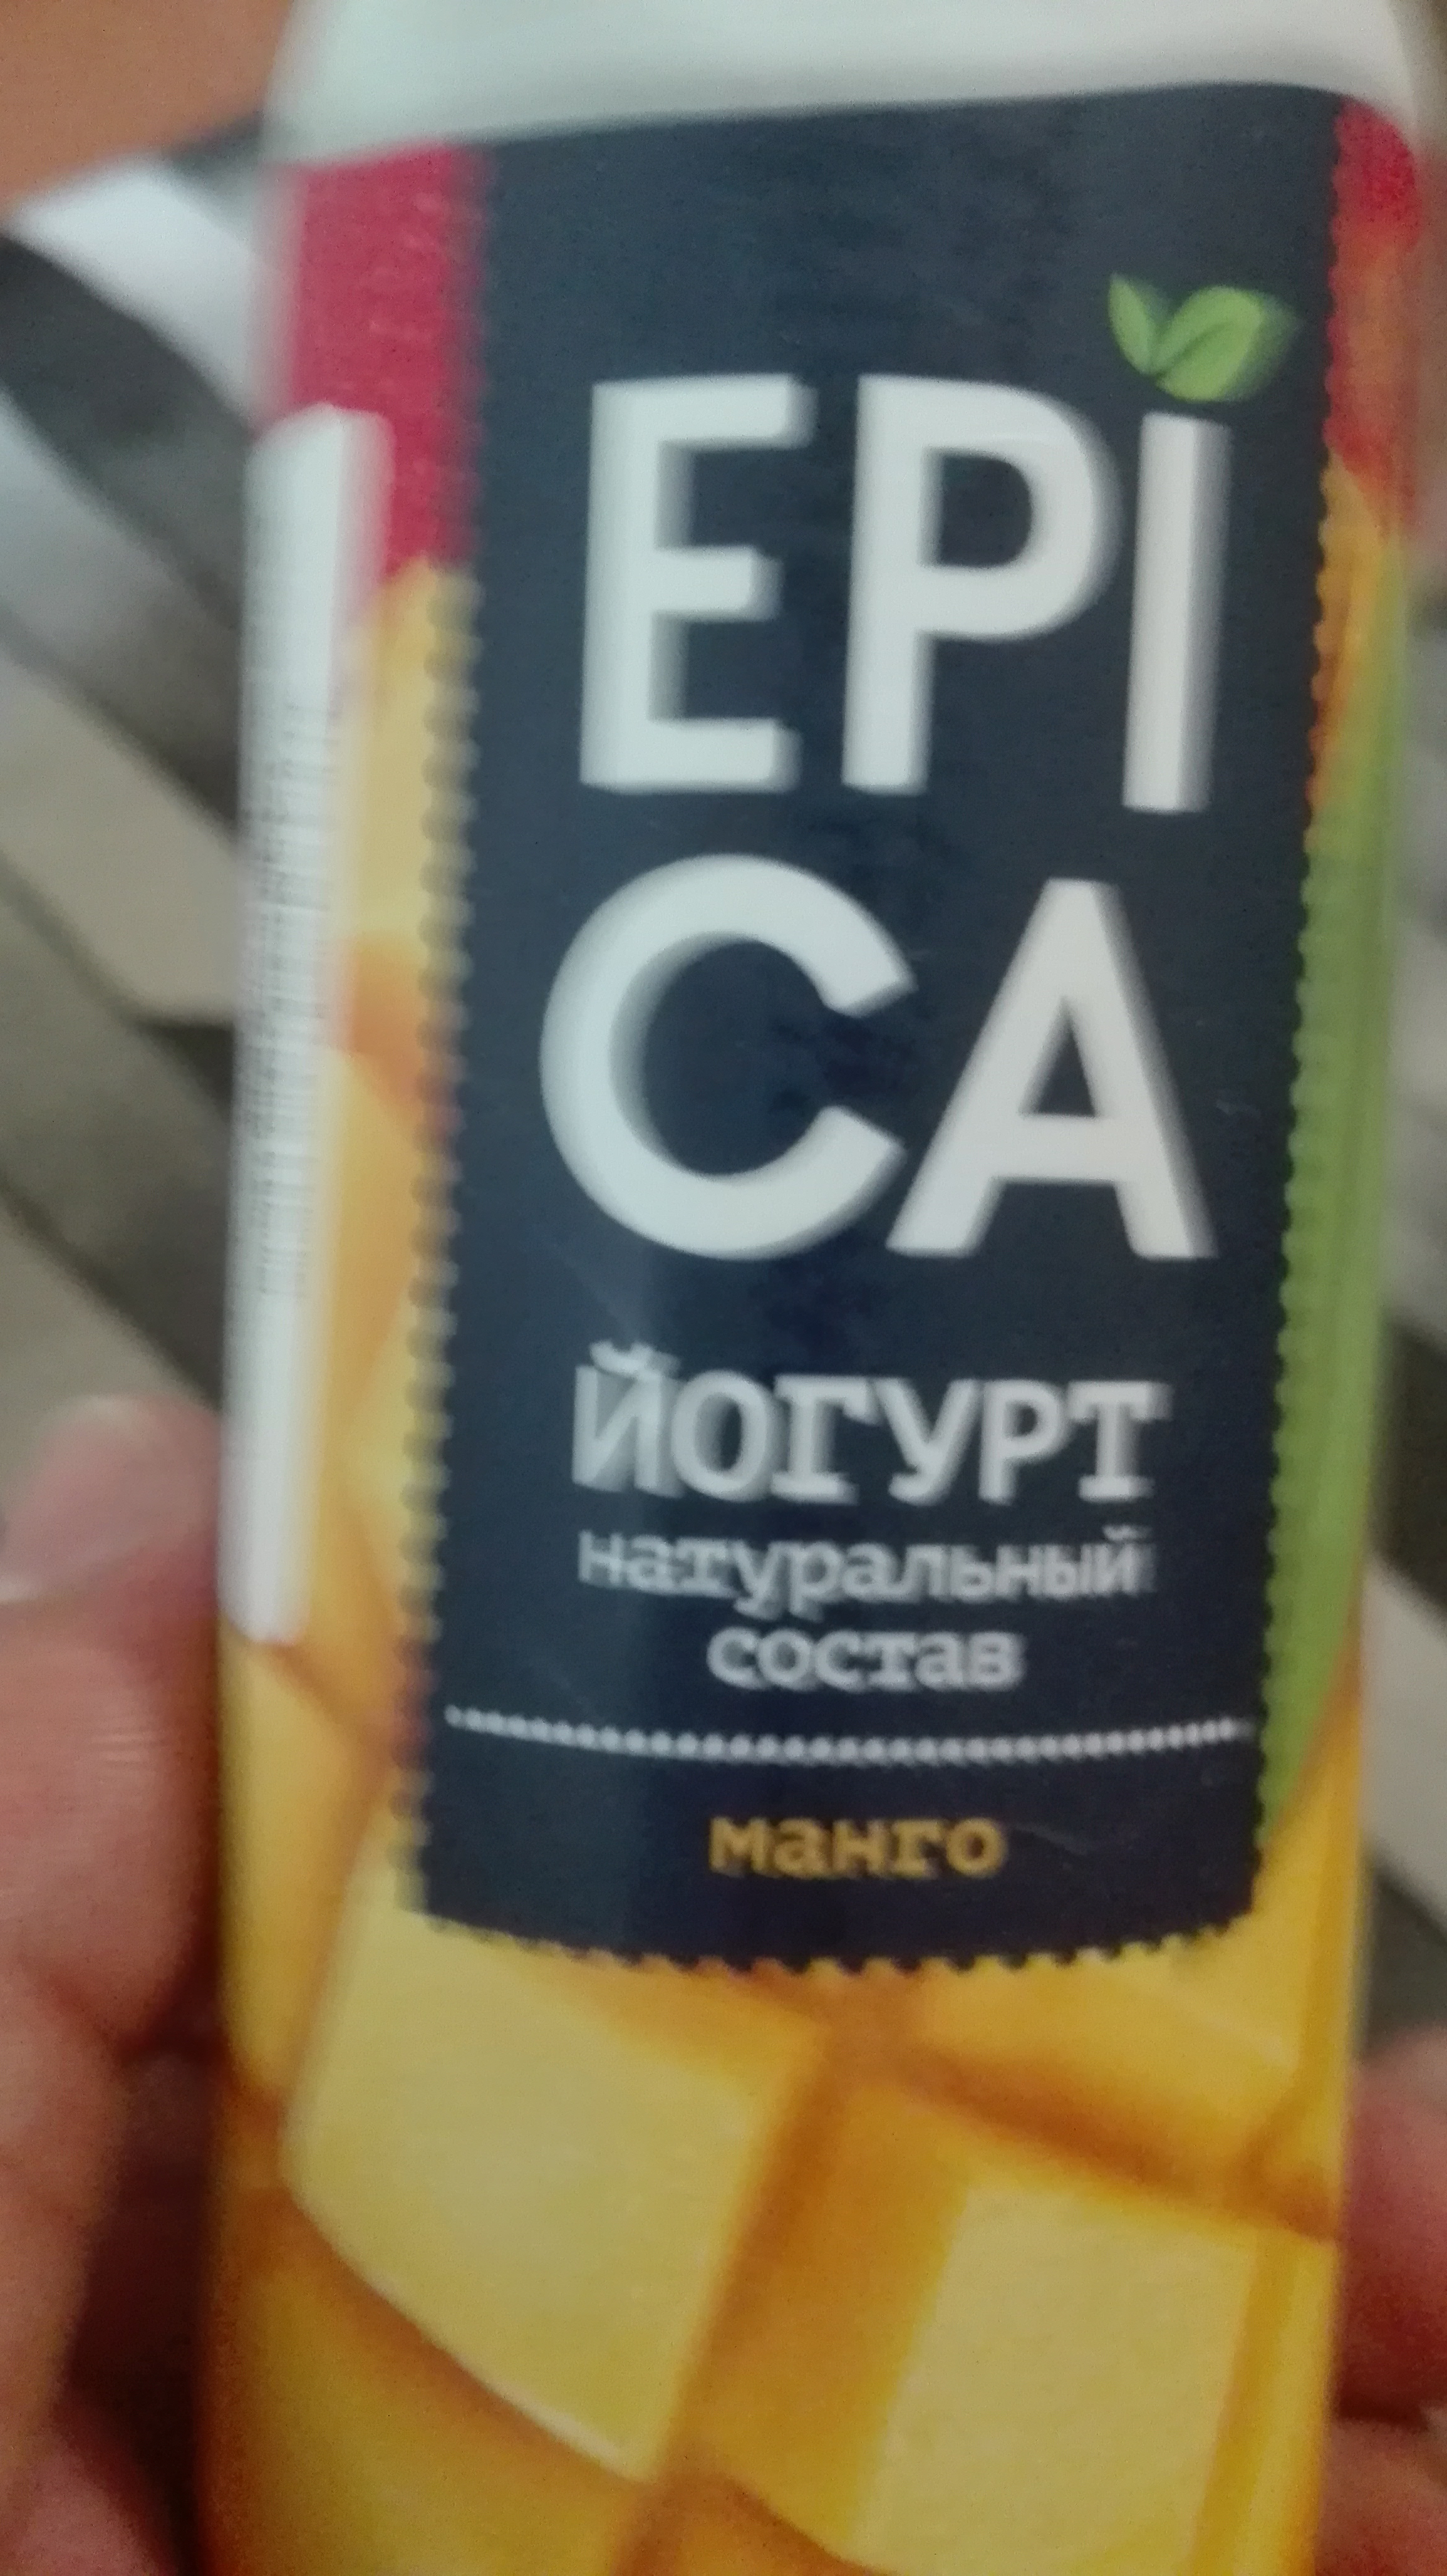 EPI
CA
йогурт
натуральный
состав
манго